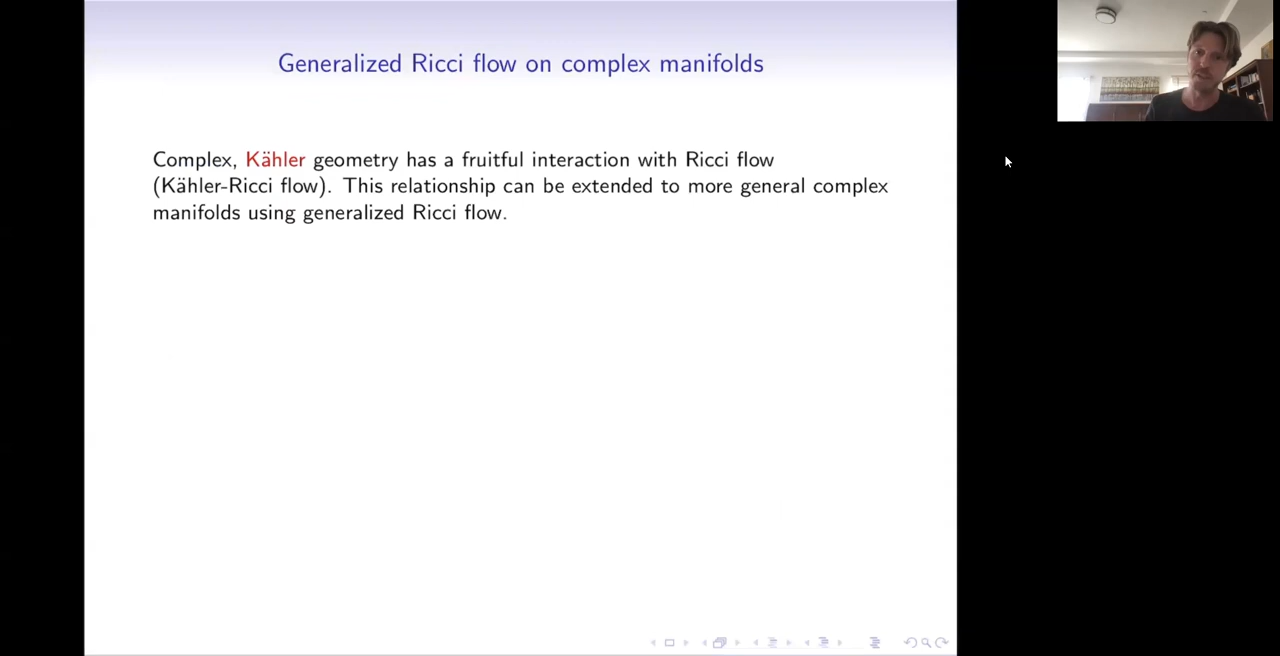 Generalized Ricci flow on complex manifolds
Complex, Kähler geometry has a fruitful interaction with Ricci flow
(Kähler-Ricci flow). This relationship can be extended to more general complex
manifolds using generalized Ricci flow.